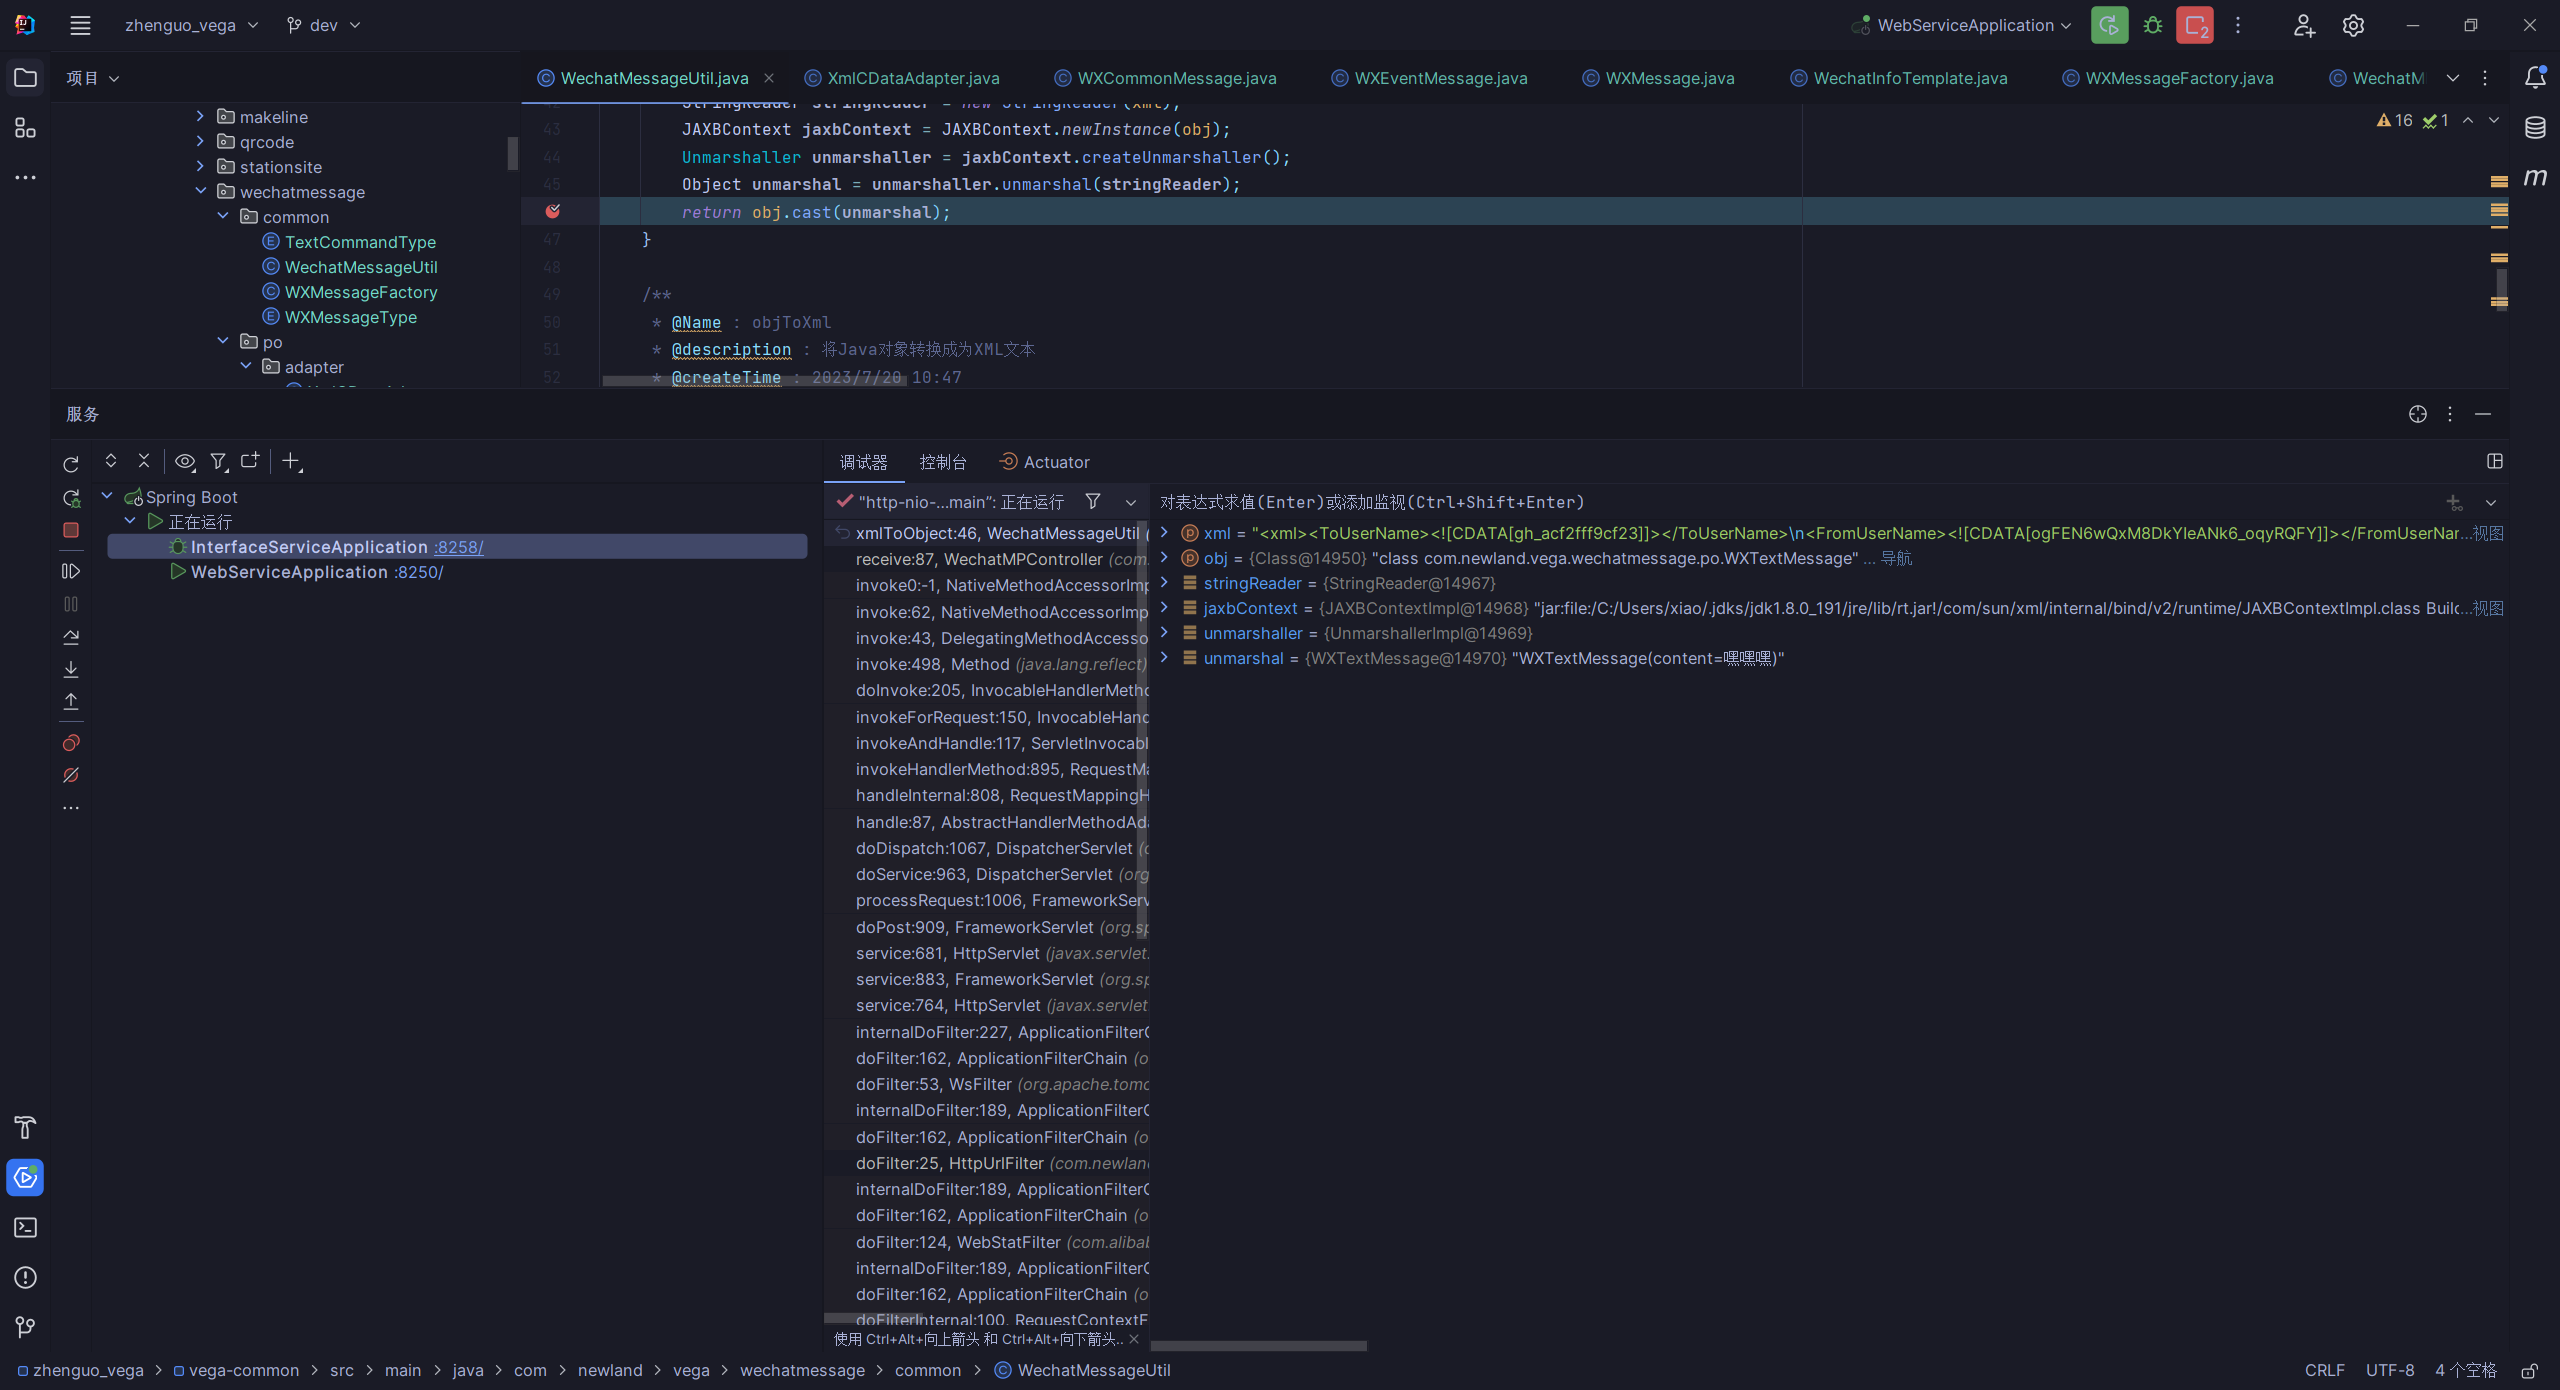 zhenguo_vega
dev
WebServiceApplication
2
项目
WechatMessageUtil.java
XmlCDataAdapter.java
WXCommonMessage.java
WXEventMessage.java
WXMessage.java
WechatInfoTemplate.java
WXMessageFactory.java
WechatM
makeline
qrcode
stationsite
wechatmessage
common
TextCommandType
WechatMessageUtil
WXMessageFactory
WXMessageType
po
adapter
42 StringReader stringReader = new StringReader(xml);
43 JAXBContext jaxbContext = JAXBContext.newInstance(obj);
44 Unmarshaller unmarshaller = jaxbContext.createUnmarshaller();
45 Object unmarshal = unmarshaller.unmarshal(stringReader);
return obj.cast(unmarshal);
47 }
48
49 /**
50 * @Name : objToXml
51 * @description : 将Java对象转换成为XML文本
52 * @createTime : 2023/7/20 10:47
16 1
m
服务
Spring Boot
正在运行
InterfaceServiceApplication :8258/
WebServiceApplication :8250/
调试器 控制台 Actuator
"http-nio-...main": 正在运行
xmlToObject:46, WechatMessageUtil (
receive:87, WechatMPController (com.
invoke0:-1, NativeMethodAccessorImp
invoke:62, NativeMethodAccessorImp
invoke:43, DelegatingMethodAccesso
invoke:498, Method (java.lang.reflect)
doInvoke:205, InvocableHandlerMetho
invokeForRequest:150, InvocableHand
invokeAndHandle:117, ServletInvocabl
invokeHandlerMethod:895, RequestMa
handleInternal:808, RequestMappingH
handle:87, AbstractHandlerMethodAda
doDispatch:1067, DispatcherServlet (o
doService:963, DispatcherServlet (org
processRequest:1006, FrameworkServ
doPost:909, FrameworkServlet (org.sp
service:681, HttpServlet (javax.servlet.
service:883, FrameworkServlet (org.sp
service:764, HttpServlet (javax.servlet
internalDoFilter:227, ApplicationFilterC
doFilter:162, ApplicationFilterChain (o
doFilter:53, WsFilter (org.apache.tomc
internalDoFilter:189, ApplicationFilterC
doFilter:162, ApplicationFilterChain (o
doFilter:25, HttpUrlFilter (com.newland
internalDoFilter:189, ApplicationFilterC
doFilter:162, ApplicationFilterChain (o
doFilter:124, WebStatFilter (com.alibab
internalDoFilter:189, ApplicationFilterC
doFilter:162, ApplicationFilterChain (o
doFilterInternal:100, RequestContextF
使用 Ctrl+Alt+向上箭头 和 Ctrl+Alt+向下箭头...
对表达式求值(Enter)或添加监视(Ctrl+Shift+Enter)
xml = "<xml><ToUserName><![CDATA[gh_acf2fff9cf23]]></ToUserName>\n<FromUserName><![CDATA[ogFEN6wQxM8DkYIeANk6_oqyRQFY]]></FromUserNar...视图
obj = {Class@14950} "class com.newland.vega.wechatmessage.po.WXTextMessage" ... 导航
stringReader = {StringReader@14967}
jaxbContext = {JAXBContextImpl@14968} "jar:file:/C:/Users/xiao/.jdks/jdk1.8.0_191/jre/lib/rt.jar!/com/sun/xml/internal/bind/v2/runtime/JAXBContextImpl.class Builc...视图
unmarshaller = {UnmarshallerImpl@14969}
unmarshal = {WXTextMessage@14970} "WXTextMessage(content=嘿嘿嘿)"
zhenguo_vega > vega-common > src > main > java > com > newland > vega > wechatmessage > common > WechatMessageUtil
CRLF UTF-8 4 个空格